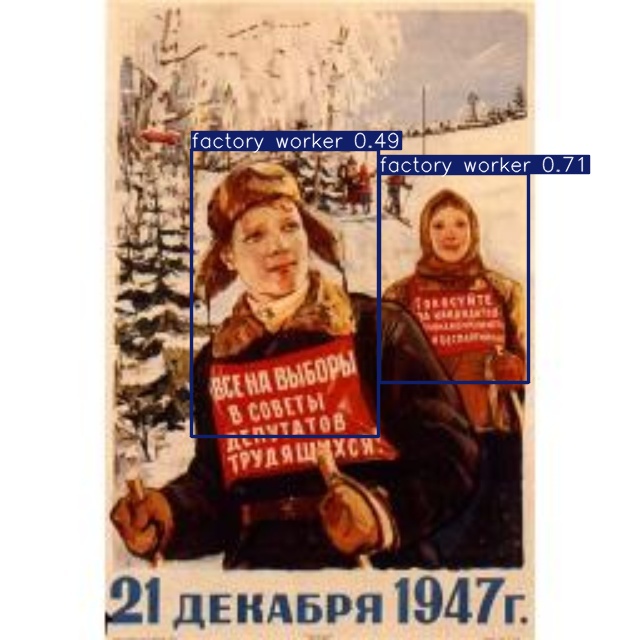 factory worker 0.49
factory worker 0.71
ГОЛОСУЙТЕ
ЗА КАНДИДАТОВ
ВСЕ НА ВЫБОРЫ
В СОВЕТЫ
ДЕПУТАТОВ
ТРУДЯЩИХСЯ!
21 ДЕКАБРЯ 1947г.